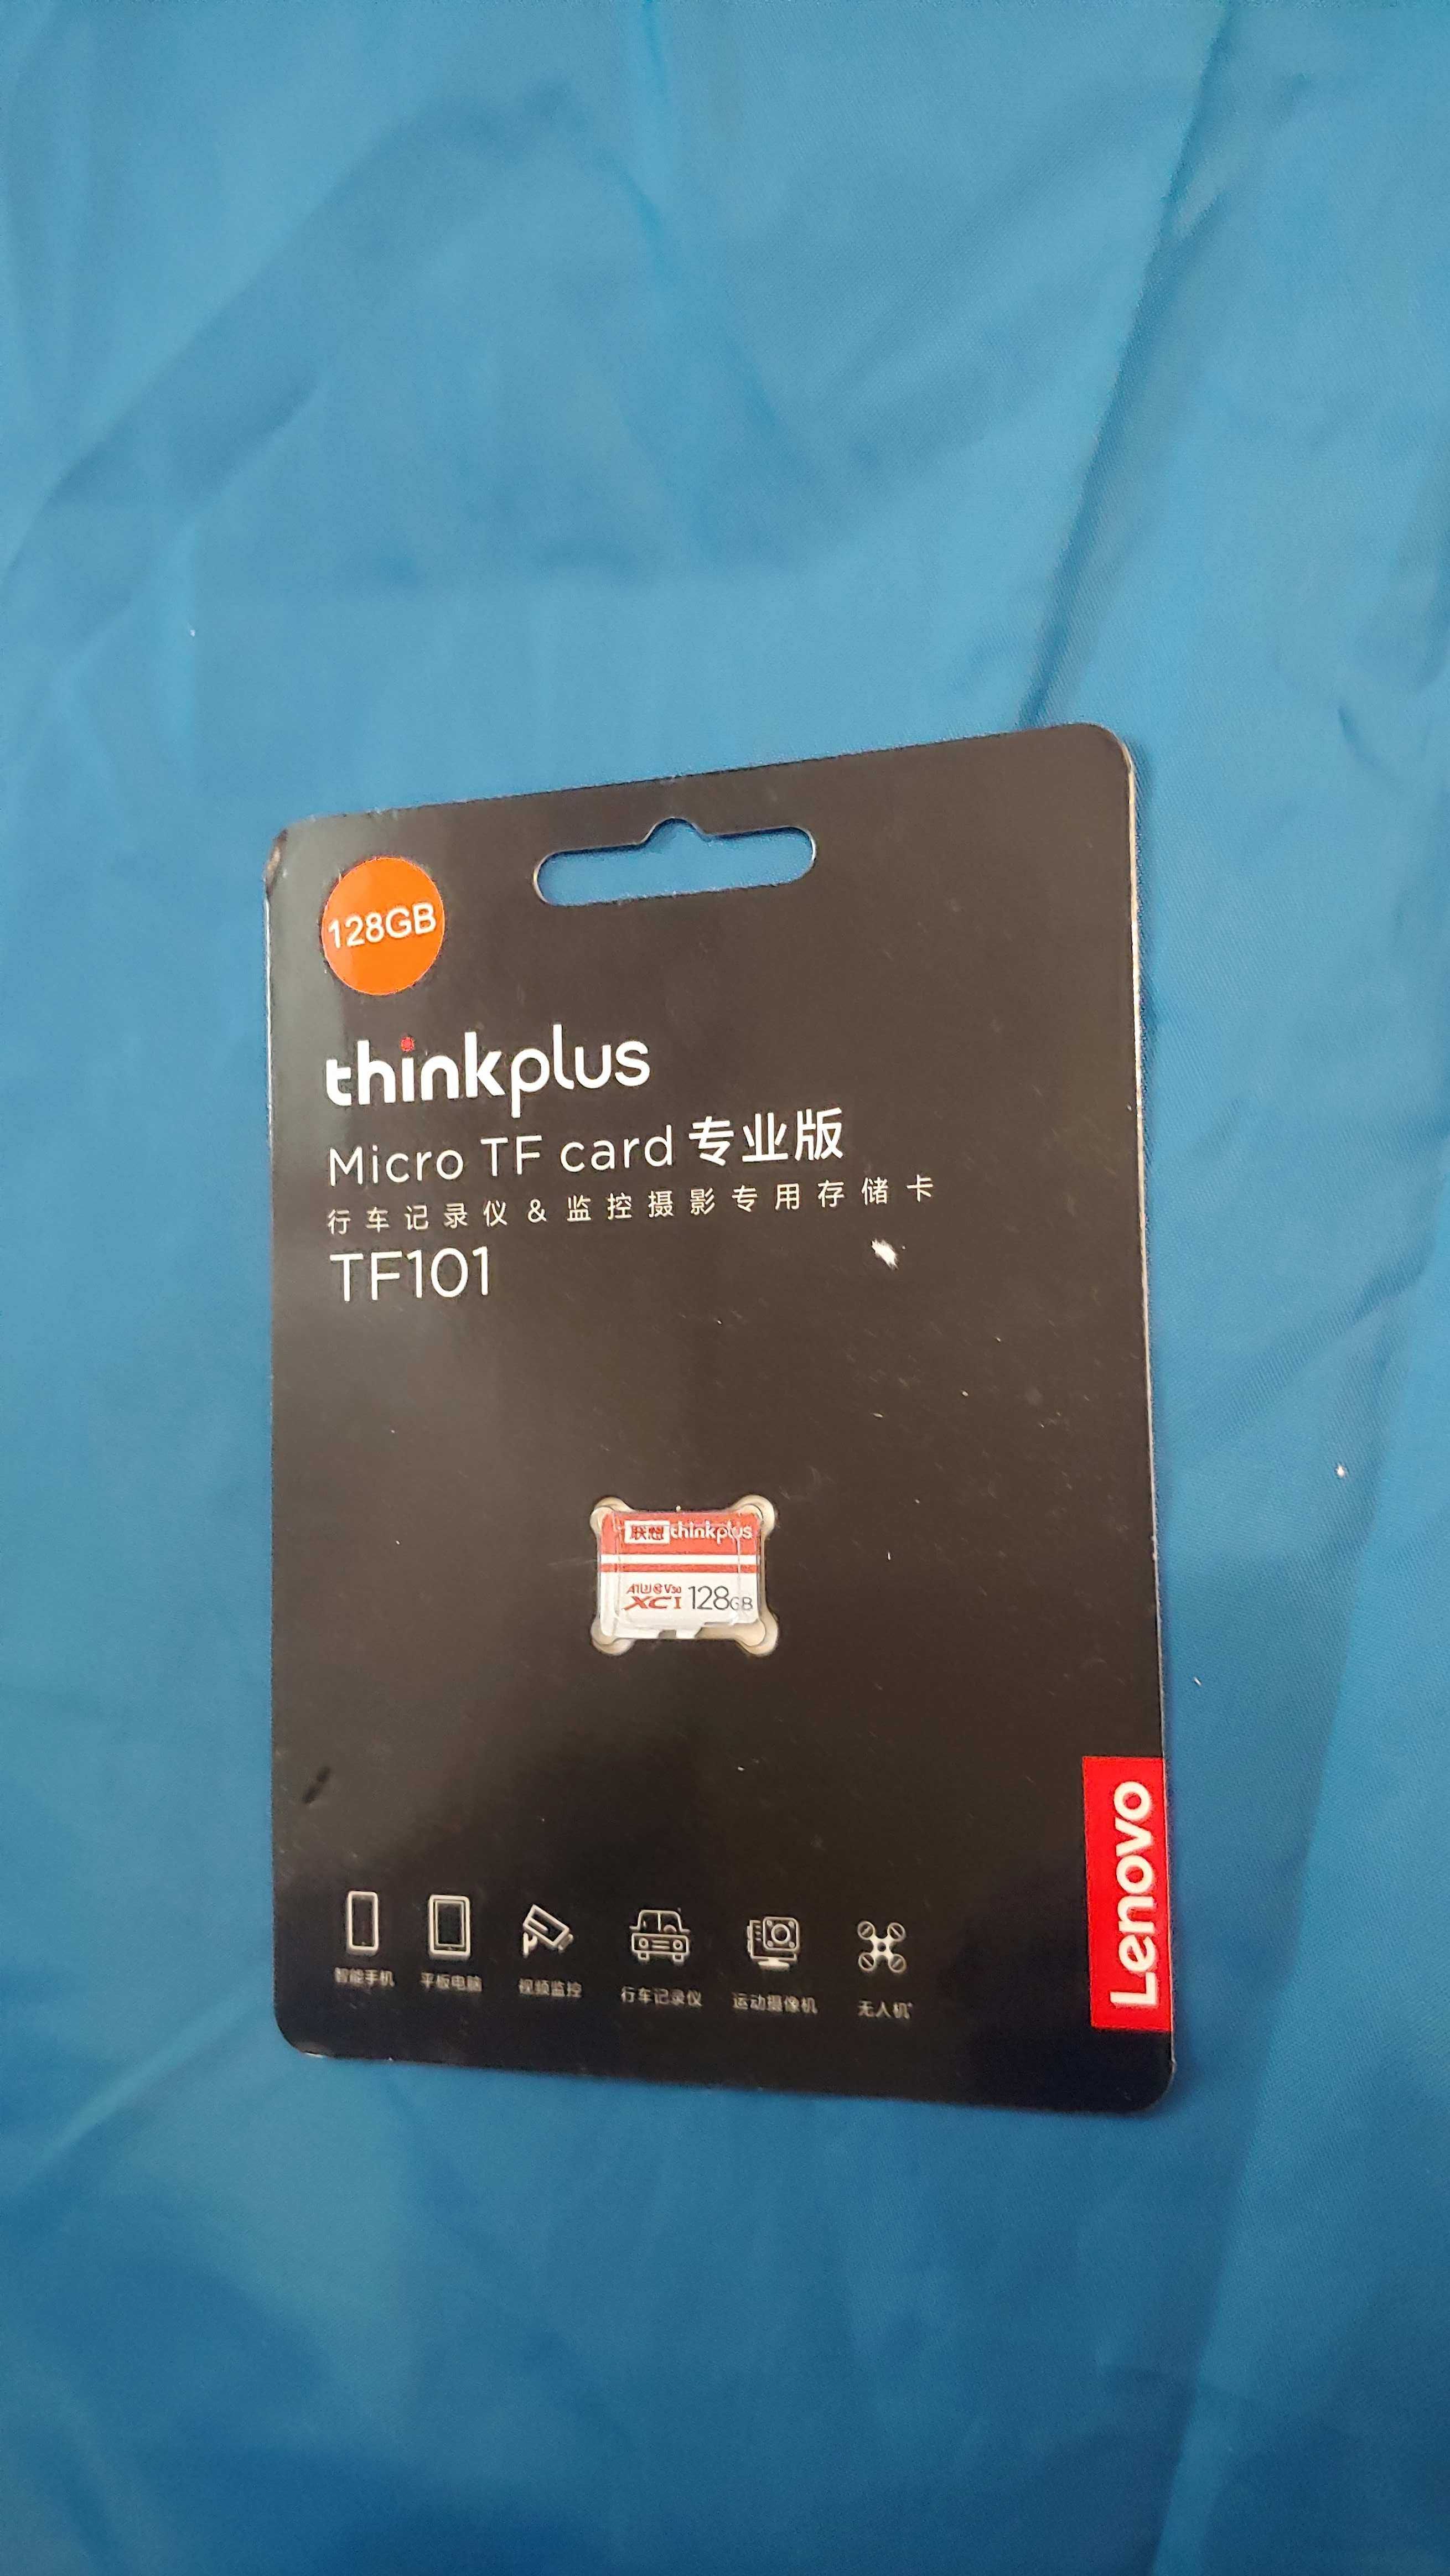 128GB
thinkplus
Micro TF card 专业版
行车记录仪&监控摄影专用存储卡
TF101
联想 thinkplus
A1 U3 V30
XC I 128GB
智能手机
平板电脑
视频监控
行车记录仪
运动摄像机
无人机
Lenovo